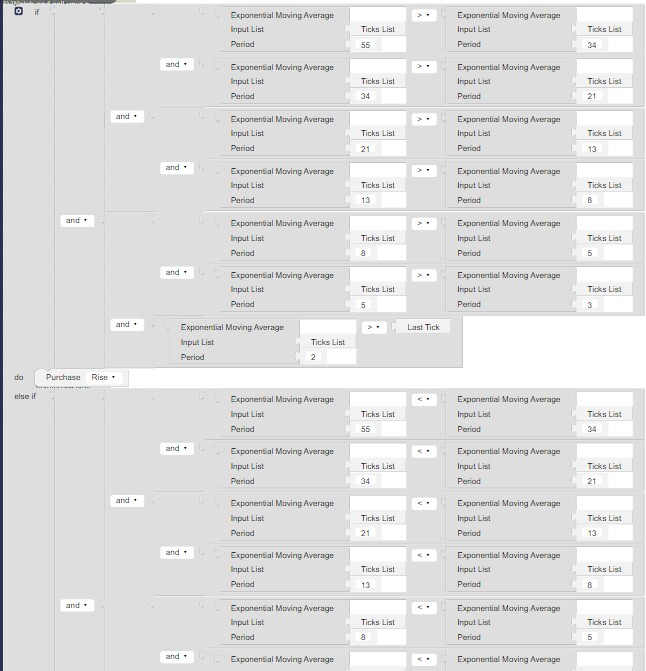 if
Exponential Moving Average > Exponential Moving Average
Input List Ticks List Input List Ticks List
Period 55 Period 34
and
Exponential Moving Average > Exponential Moving Average
Input List Ticks List Input List Ticks List
Period 34 Period 21
and
Exponential Moving Average > Exponential Moving Average
Input List Ticks List Input List Ticks List
Period 21 Period 13
and
Exponential Moving Average > Exponential Moving Average
Input List Ticks List Input List Ticks List
Period 13 Period 8
and
Exponential Moving Average > Exponential Moving Average
Input List Ticks List Input List Ticks List
Period 8 Period 5
and
Exponential Moving Average > Exponential Moving Average
Input List Ticks List Input List Ticks List
Period 5 Period 3
and
Exponential Moving Average > Last Tick
Input List Ticks List
Period 2
do Purchase Rise
else if
Exponential Moving Average < Exponential Moving Average
Input List Ticks List Input List Ticks List
Period 55 Period 34
and
Exponential Moving Average < Exponential Moving Average
Input List Ticks List Input List Ticks List
Period 34 Period 21
and
Exponential Moving Average < Exponential Moving Average
Input List Ticks List Input List Ticks List
Period 21 Period 13
and
Exponential Moving Average < Exponential Moving Average
Input List Ticks List Input List Ticks List
Period 13 Period 8
and
Exponential Moving Average < Exponential Moving Average
Input List Ticks List Input List Ticks List
Period 8 Period 5
and
Exponential Moving Average < Exponential Moving Average